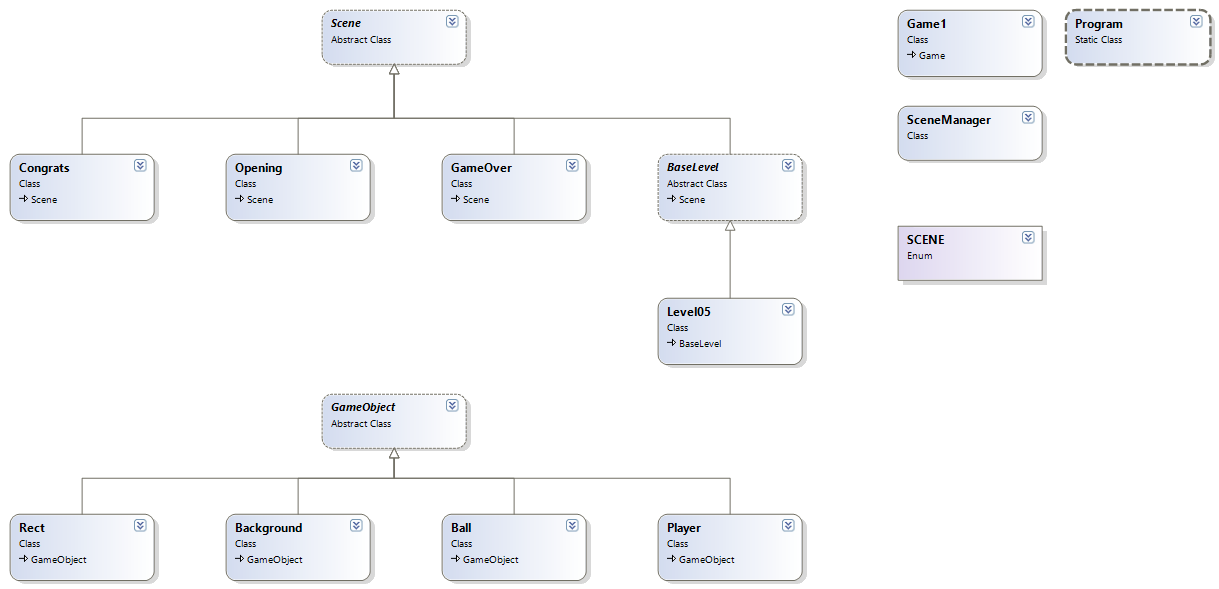 Scene
Abstract Class
Game1
Class
Game
Program
Static Class
SceneManager
Class
Congrats
Class
Scene
Opening
Class
Scene
GameOver
Class
Scene
BaseLevel
Abstract Class
Scene
SCENE
Enum
Level05
Class
BaseLevel
GameObject
Abstract Class
Rect
Class
GameObject
Background
Class
GameObject
Ball
Class
GameObject
Player
Class
GameObject